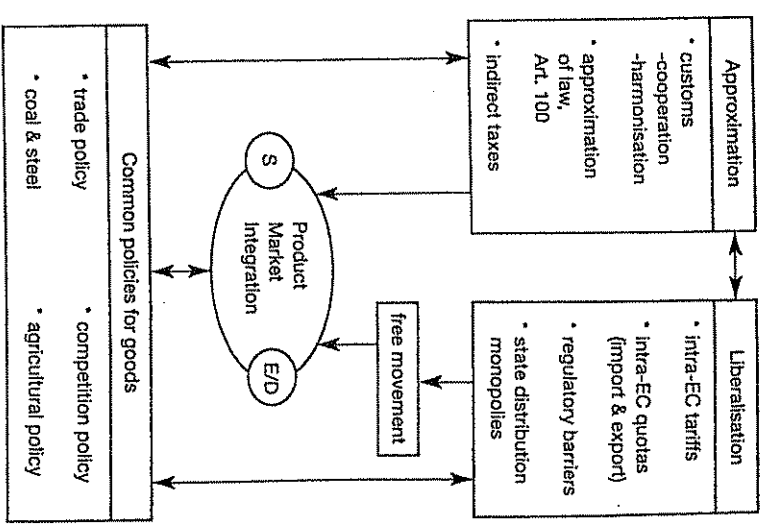 Approximation
* customs
-cooperation
-harmonisation
* approximation
of law,
Art. 100
* indirect taxes
Liberalisation
* intra-EC tariffs
* intra-EC quotas
(import & export)
* regulatory barriers
* state distribution
monopolies
free movement
Product
Market
Integration
S
E/D
Common policies for goods
* trade policy
* coal & steel
* competition policy
* agricultural policy